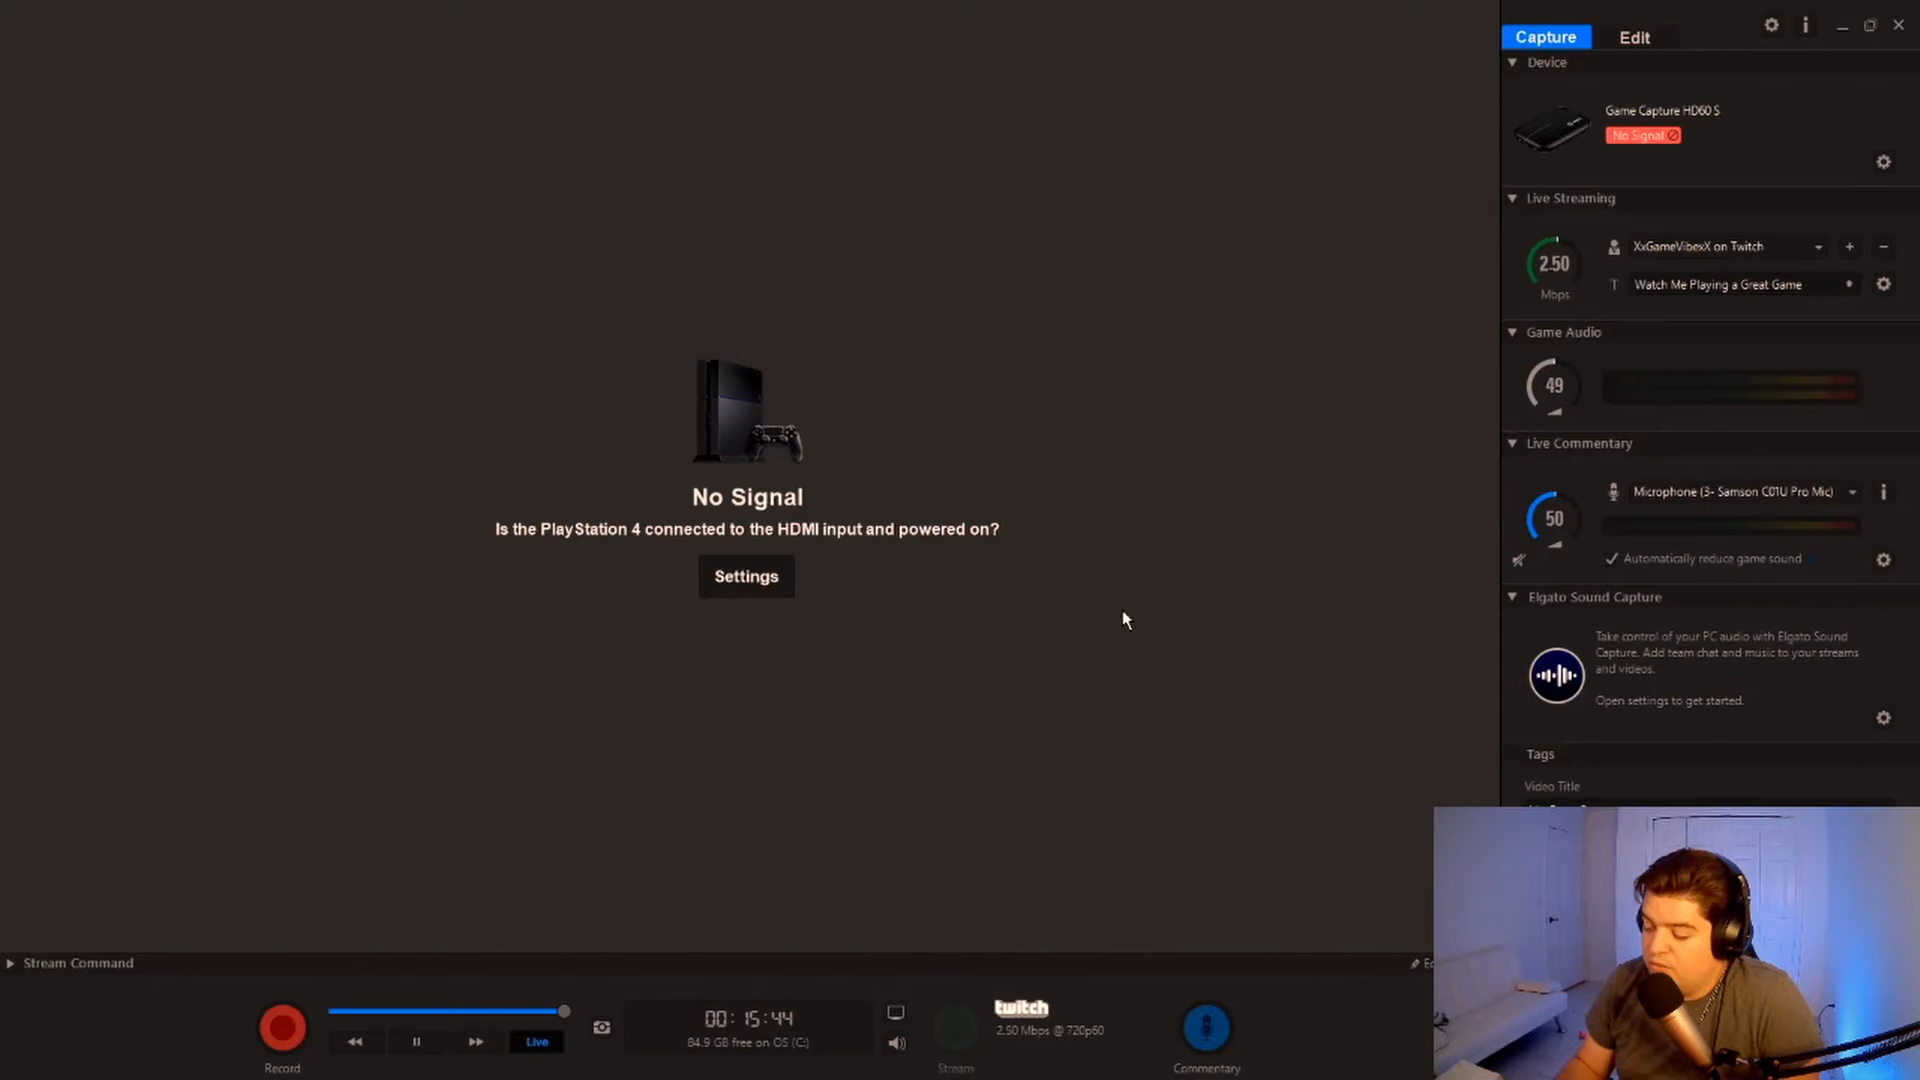 Capture
Edit
Device
Game Capture HD60 S
No Signal
Live Streaming
2.50
Mbps
XxGameVibexX on Twitch
T
Watch Me Playing a Great Game
Game Audio
49
Live Commentary
50
Microphone (3- Samson C01U Pro Mic)
Automatically reduce game sound
Elgato Sound Capture
Take control of your PC audio with Elgato Sound
Capture. Add team chat and music to your streams
and videos.
Open settings to get started.
Tags
Video Title
No Signal
Is the PlayStation 4 connected to the HDMI input and powered on?
Settings
Stream Command
Record
Live
00: 15:44
84.9 GB free on OS (C:)
Stream
twitch
2.50 Mbps @ 720p60
Commentary